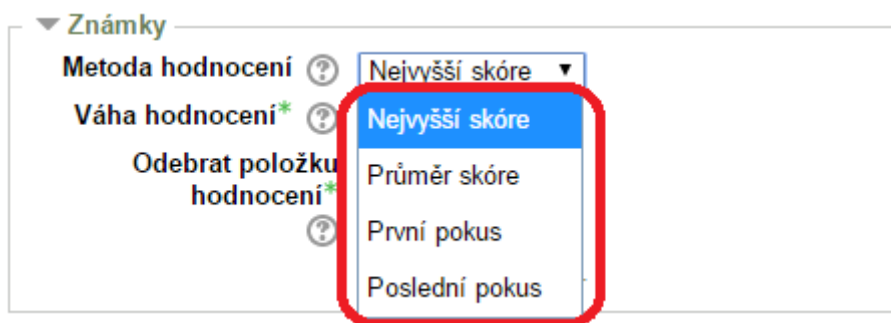 Známky
Metoda hodnocení Nejvyšší skóre
Váha hodnocení* Nejvyšší skóre
Odebrat položku
hodnocení*
Průměr skóre
První pokus
Poslední pokus